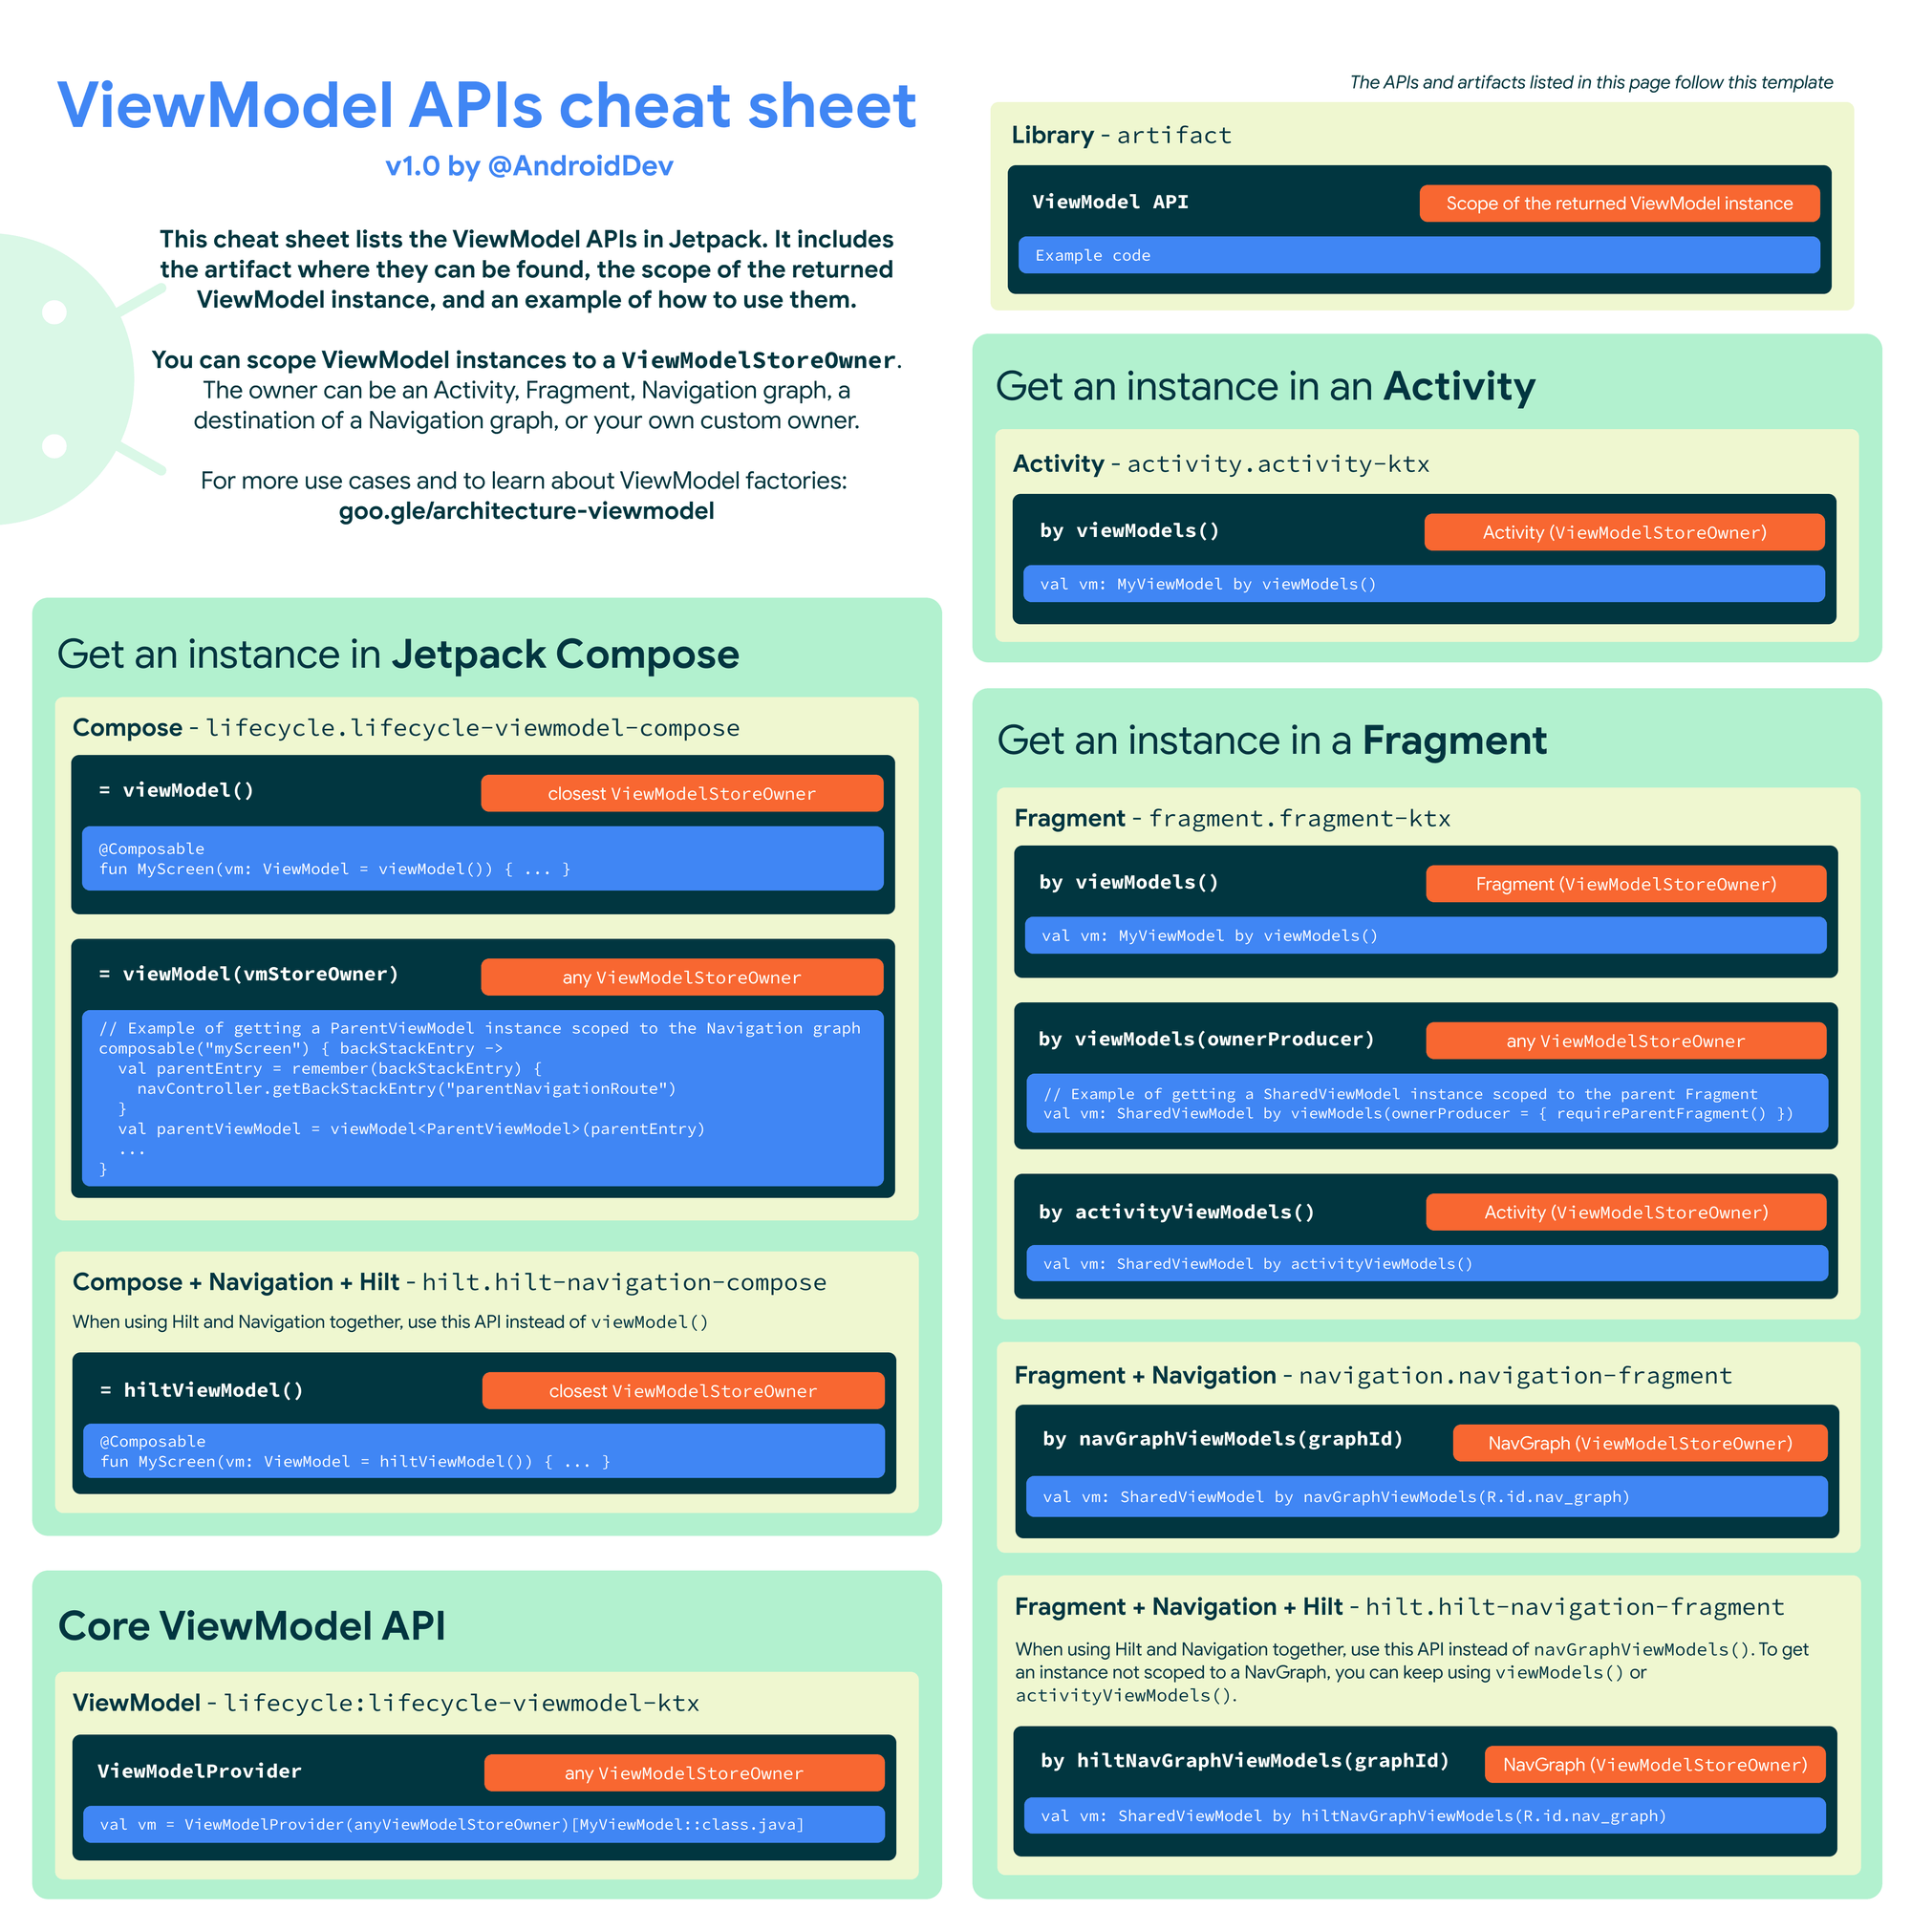 ViewModel APIs cheat sheet
v1.0 by @AndroidDev
This cheat sheet lists the ViewModel APIs in Jetpack. It includes
the artifact where they can be found, the scope of the returned
ViewModel instance, and an example of how to use them.
You can scope ViewModel instances to a ViewModelStoreOwner.
The owner can be an Activity, Fragment, Navigation graph, a
destination of a Navigation graph, or your own custom owner.
For more use cases and to learn about ViewModel factories:
goo.gle/architecture-viewmodel
Get an instance in Jetpack Compose
Compose - lifecycle.lifecycle-viewmodel-compose
= viewModel()
closest ViewModelStoreOwner
@Composable
fun MyScreen(vm: ViewModel = viewModel()) { ... }
= viewModel(vmStoreOwner)
any ViewModelStoreOwner
// Example of getting a ParentViewModel instance scoped to the Navigation graph
composable("myScreen") { backStackEntry ->
  val parentEntry = remember(backStackEntry) {
    navController.getBackStackEntry("parentNavigationRoute")
  }
  val parentViewModel = viewModel<ParentViewModel>(parentEntry)
  ...
}
Compose + Navigation + Hilt - hilt.hilt-navigation-compose
When using Hilt and Navigation together, use this API instead of viewModel()
= hiltViewModel()
closest ViewModelStoreOwner
@Composable
fun MyScreen(vm: ViewModel = hiltViewModel()) { ... }
Core ViewModel API
ViewModel - lifecycle:lifecycle-viewmodel-ktx
ViewModelProvider
any ViewModelStoreOwner
val vm = ViewModelProvider(anyViewModelStoreOwner)[MyViewModel::class.java]
The APIs and artifacts listed in this page follow this template
Library - artifact
ViewModel API
Scope of the returned ViewModel instance
Example code
Get an instance in an Activity
Activity - activity.activity-ktx
by viewModels()
Activity (ViewModelStoreOwner)
val vm: MyViewModel by viewModels()
Get an instance in a Fragment
Fragment - fragment.fragment-ktx
by viewModels()
Fragment (ViewModelStoreOwner)
val vm: MyViewModel by viewModels()
by viewModels(ownerProducer)
any ViewModelStoreOwner
// Example of getting a SharedViewModel instance scoped to the parent Fragment
val vm: SharedViewModel by viewModels(ownerProducer = { requireParentFragment() })
by activityViewModels()
Activity (ViewModelStoreOwner)
val vm: SharedViewModel by activityViewModels()
Fragment + Navigation - navigation.navigation-fragment
by navGraphViewModels(graphId)
NavGraph (ViewModelStoreOwner)
val vm: SharedViewModel by navGraphViewModels(R.id.nav_graph)
Fragment + Navigation + Hilt - hilt.hilt-navigation-fragment
When using Hilt and Navigation together, use this API instead of navGraphViewModels(). To get
an instance not scoped to a NavGraph, you can keep using viewModels() or
activityViewModels().
by hiltNavGraphViewModels(graphId)
NavGraph (ViewModelStoreOwner)
val vm: SharedViewModel by hiltNavGraphViewModels(R.id.nav_graph)